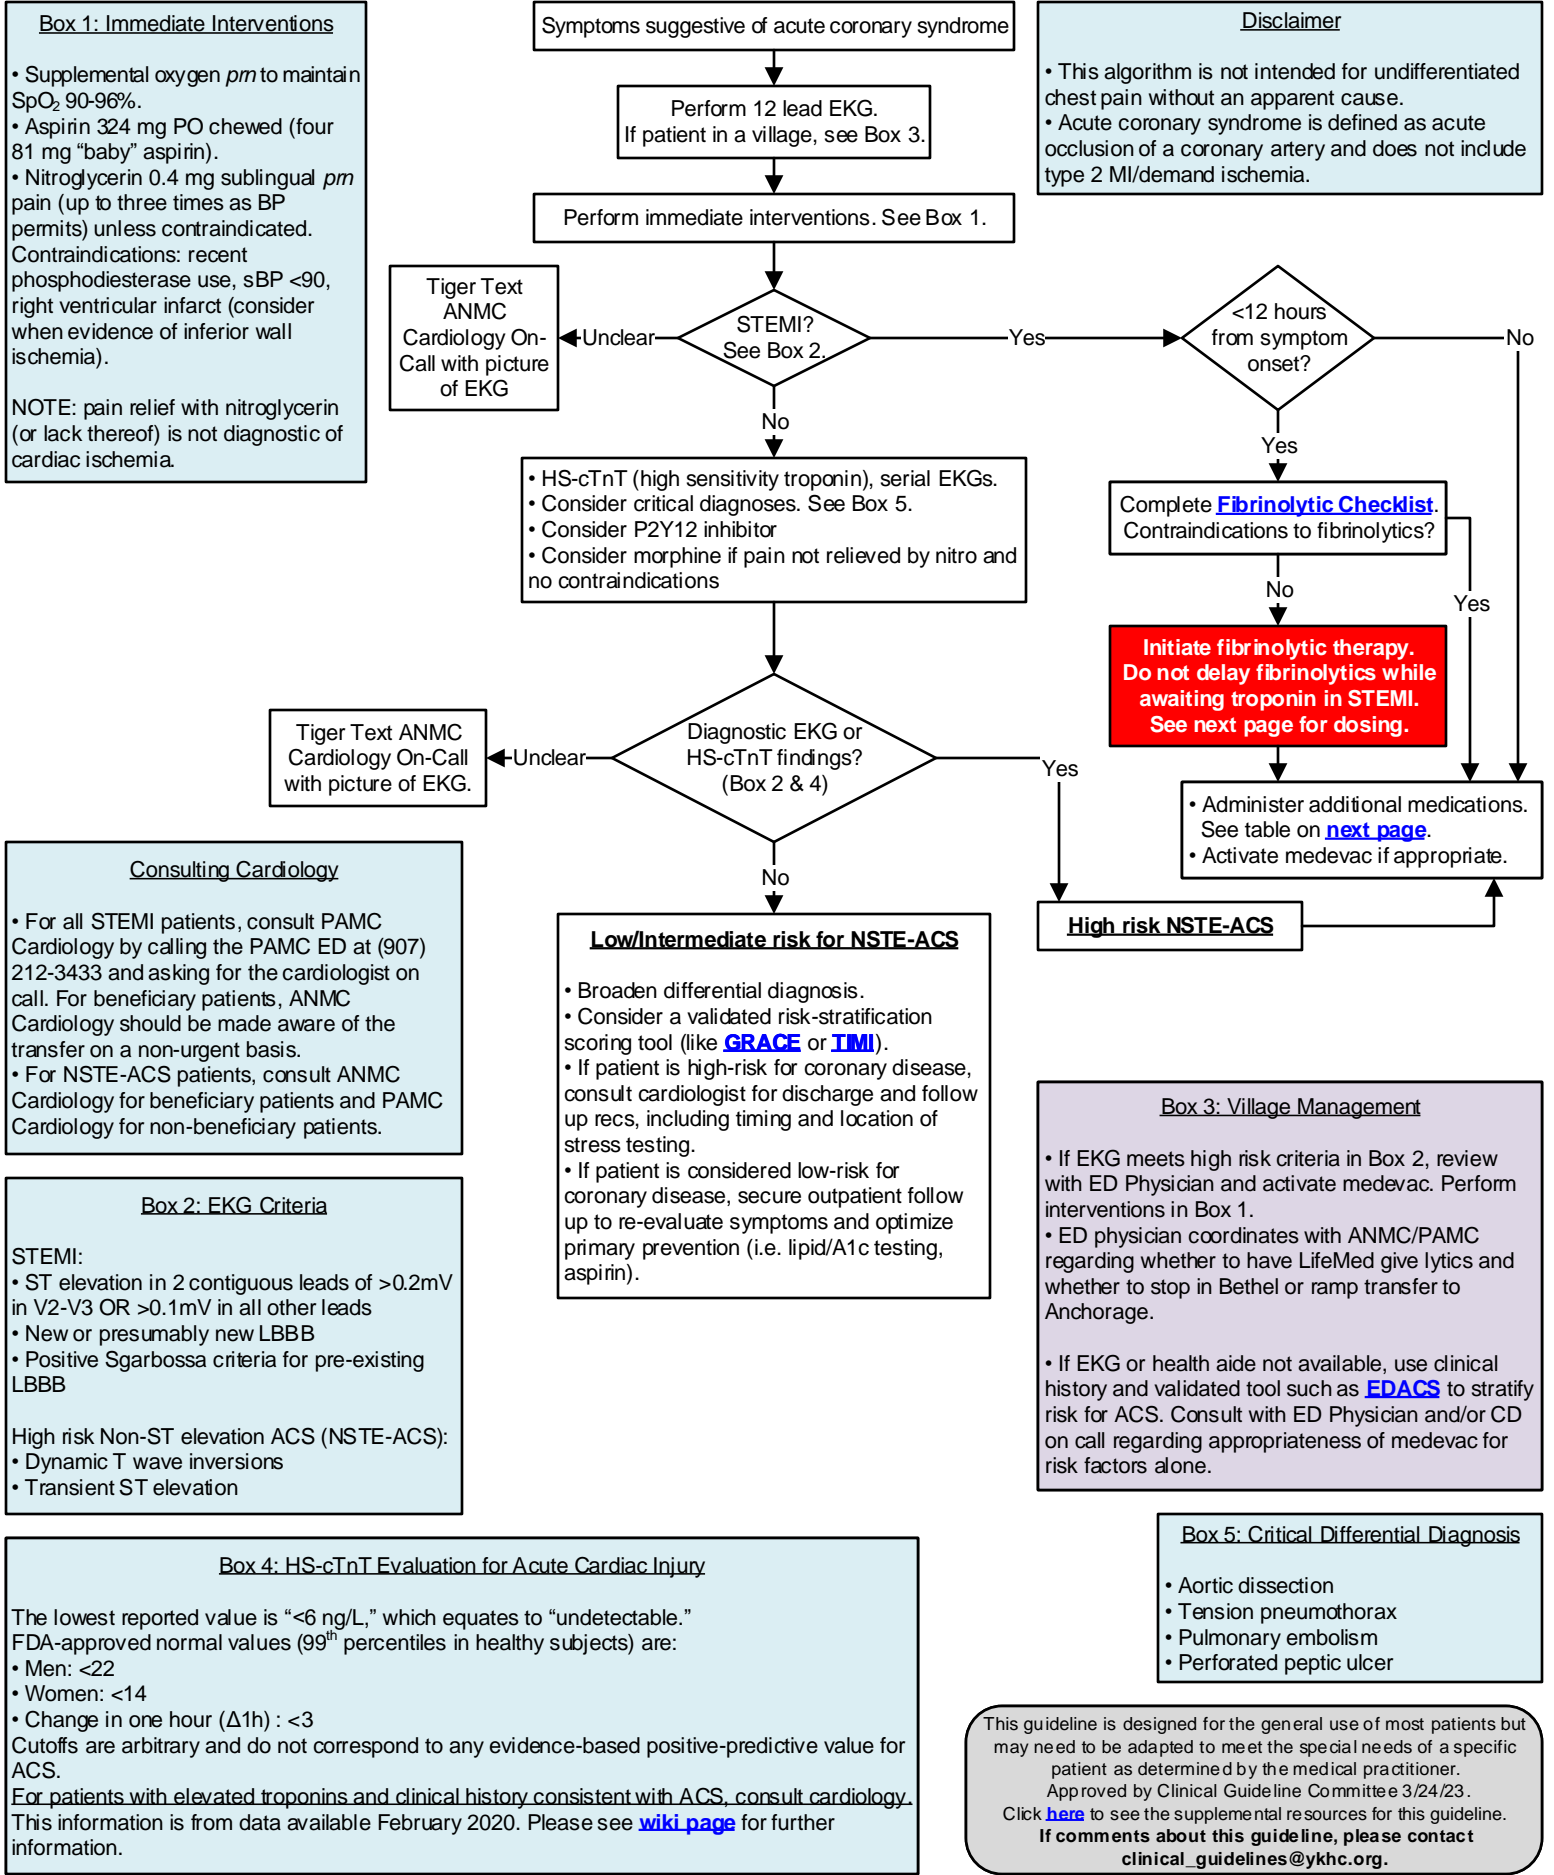 Box 1: Immediate Interventions
• Supplemental oxygen prn to maintain
SpO₂ 90-96%.
• Aspirin 324 mg PO chewed (four
81 mg “baby” aspirin).
• Nitroglycerin 0.4 mg sublingual prn
pain (up to three times as BP
permits) unless contraindicated.
Contraindications: recent
phosphodiesterase use, sBP <90,
right ventricular infarct (consider
when evidence of inferior wall
ischemia).
NOTE: pain relief with nitroglycerin
(or lack thereof) is not diagnostic of
cardiac ischemia.
Symptoms suggestive of acute coronary syndrome
Perform 12 lead EKG.
If patient in a village, see Box 3.
Perform immediate interventions. See Box 1.
Disclaimer
• This algorithm is not intended for undifferentiated
chest pain without an apparent cause.
• Acute coronary syndrome is defined as acute
occlusion of a coronary artery and does not include
type 2 MI/demand ischemia.
Tiger Text
ANMC
Cardiology On-
Call with picture
of EKG
Unclear
STEMI?
See Box 2.
Yes
<12 hours
from symptom
onset?
No
No
Yes
• HS-cTnT (high sensitivity troponin), serial EKGs.
• Consider critical diagnoses. See Box 5.
• Consider P2Y12 inhibitor
• Consider morphine if pain not relieved by nitro and
no contraindications
Complete Fibrinolytic Checklist.
Contraindications to fibrinolytics?
No
Yes
Initiate fibrinolytic therapy.
Do not delay fibrinolytics while
awaiting troponin in STEMI.
See next page for dosing.
Tiger Text ANMC
Cardiology On-Call
with picture of EKG.
Unclear
Diagnostic EKG or
HS-cTnT findings?
(Box 2 & 4)
Yes
• Administer additional medications.
See table on next page.
• Activate medevac if appropriate.
No
High risk NSTE-ACS
Consulting Cardiology
• For all STEMI patients, consult PAMC
Cardiology by calling the PAMC ED at (907)
212-3433 and asking for the cardiologist on
call. For beneficiary patients, ANMC
Cardiology should be made aware of the
transfer on a non-urgent basis.
• For NSTE-ACS patients, consult ANMC
Cardiology for beneficiary patients and PAMC
Cardiology for non-beneficiary patients.
Low/Intermediate risk for NSTE-ACS
• Broaden differential diagnosis.
• Consider a validated risk-stratification
scoring tool (like GRACE or TIMI).
• If patient is high-risk for coronary disease,
consult cardiologist for discharge and follow
up recs, including timing and location of
stress testing.
• If patient is considered low-risk for
coronary disease, secure outpatient follow
up to re-evaluate symptoms and optimize
primary prevention (i.e. lipid/A1c testing,
aspirin).
Box 2: EKG Criteria
STEMI:
• ST elevation in 2 contiguous leads of >0.2mV
in V2-V3 OR >0.1mV in all other leads
• New or presumably new LBBB
• Positive Sgarbossa criteria for pre-existing
LBBB
High risk Non-ST elevation ACS (NSTE-ACS):
• Dynamic T wave inversions
• Transient ST elevation
Box 3: Village Management
• If EKG meets high risk criteria in Box 2, review
with ED Physician and activate medevac. Perform
interventions in Box 1.
• ED physician coordinates with ANMC/PAMC
regarding whether to have LifeMed give lytics and
whether to stop in Bethel or ramp transfer to
Anchorage.
• If EKG or health aide not available, use clinical
history and validated tool such as EDACS to stratify
risk for ACS. Consult with ED Physician and/or CD
on call regarding appropriateness of medevac for
risk factors alone.
Box 4: HS-cTnT Evaluation for Acute Cardiac Injury
The lowest reported value is “<6 ng/L,” which equates to “undetectable.”
FDA-approved normal values (99th percentiles in healthy subjects) are:
• Men: <22
• Women: <14
• Change in one hour (Δ1h) : <3
Cutoffs are arbitrary and do not correspond to any evidence-based positive-predictive value for
ACS.
For patients with elevated troponins and clinical history consistent with ACS, consult cardiology.
This information is from data available February 2020. Please see wiki page for further
information.
Box 5: Critical Differential Diagnosis
• Aortic dissection
• Tension pneumothorax
• Pulmonary embolism
• Perforated peptic ulcer
This guideline is designed for the general use of most patients but
may need to be adapted to meet the special needs of a specific
patient as determined by the medical practitioner.
Approved by Clinical Guideline Committee 3/24/23.
Click here to see the supplemental resources for this guideline.
If comments about this guideline, please contact
clinical_guidelines@ykhc.org.